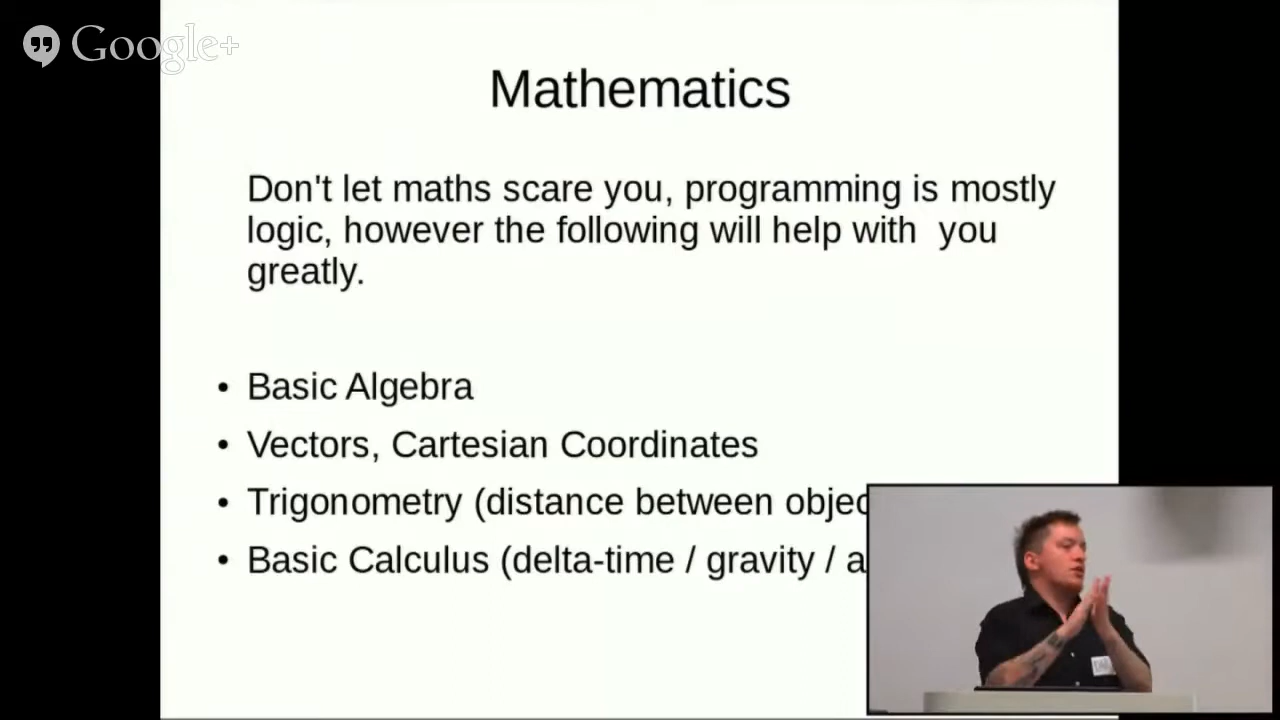 Google+
Mathematics
Don't let maths scare you, programming is mostly
logic, however the following will help with  you
greatly.
• Basic Algebra
• Vectors, Cartesian Coordinates
• Trigonometry (distance between
• Basic Calculus (delta-time / gravity /